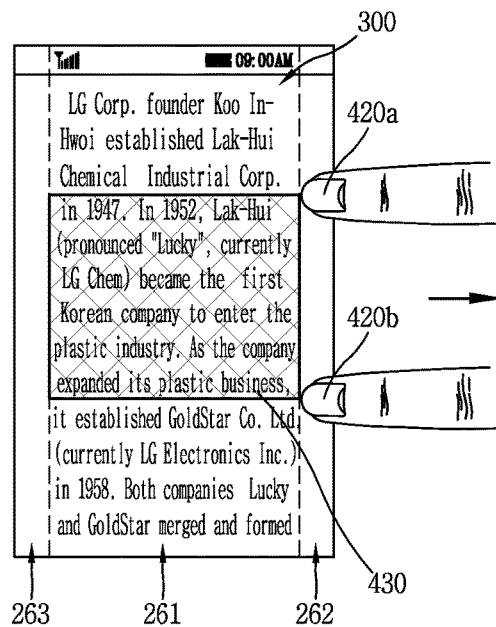 300
09:00AM
LG Corp. founder Koo In-
Hwoi established Lak-Hui
Chemical Industrial Corp.
in 1947. In 1952, Lak-Hui
(pronounced "Lucky", currently
LG Chem) became the first
Korean company to enter the
plastic industry. As the company
expanded its plastic business,
it established GoldStar Co. Ltd
(currently LG Electronics Inc.)
in 1958. Both companies Lucky
and GoldStar merged and formed
420a
420b
430
263 261 262